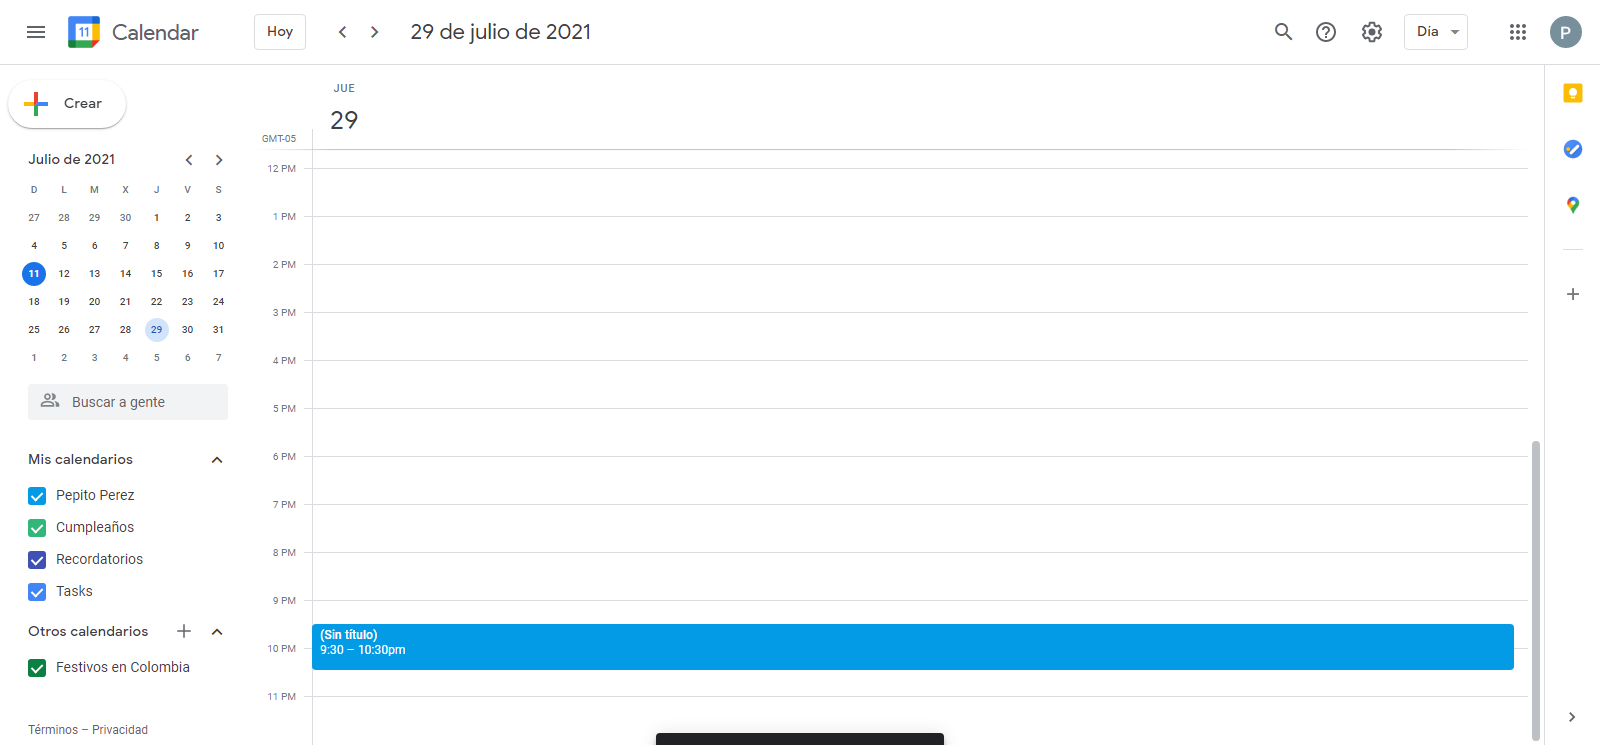 11 Calendar Hoy 29 de julio de 2021 Día P
Crear
JUE
29
GMT-05
Julio de 2021
D L M X J V S
27 28 29 30 1 2 3
4 5 6 7 8 9 10
11 12 13 14 15 16 17
18 19 20 21 22 23 24
25 26 27 28 29 30 31
1 2 3 4 5 6 7
Buscar a gente
Mis calendarios
Pepito Perez
Cumpleaños
Recordatorios
Tasks
Otros calendarios
Festivos en Colombia
Términos – Privacidad
12 PM
1 PM
2 PM
3 PM
4 PM
5 PM
6 PM
7 PM
8 PM
9 PM
(Sin título)
9:30 – 10:30pm
10 PM
11 PM